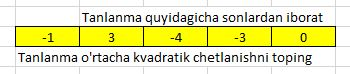 Tanlanma quyidagicha sonlardan iborat
-1 3 -4 -3 0
Tanlanma o'rtacha kvadratik chetlanishni toping